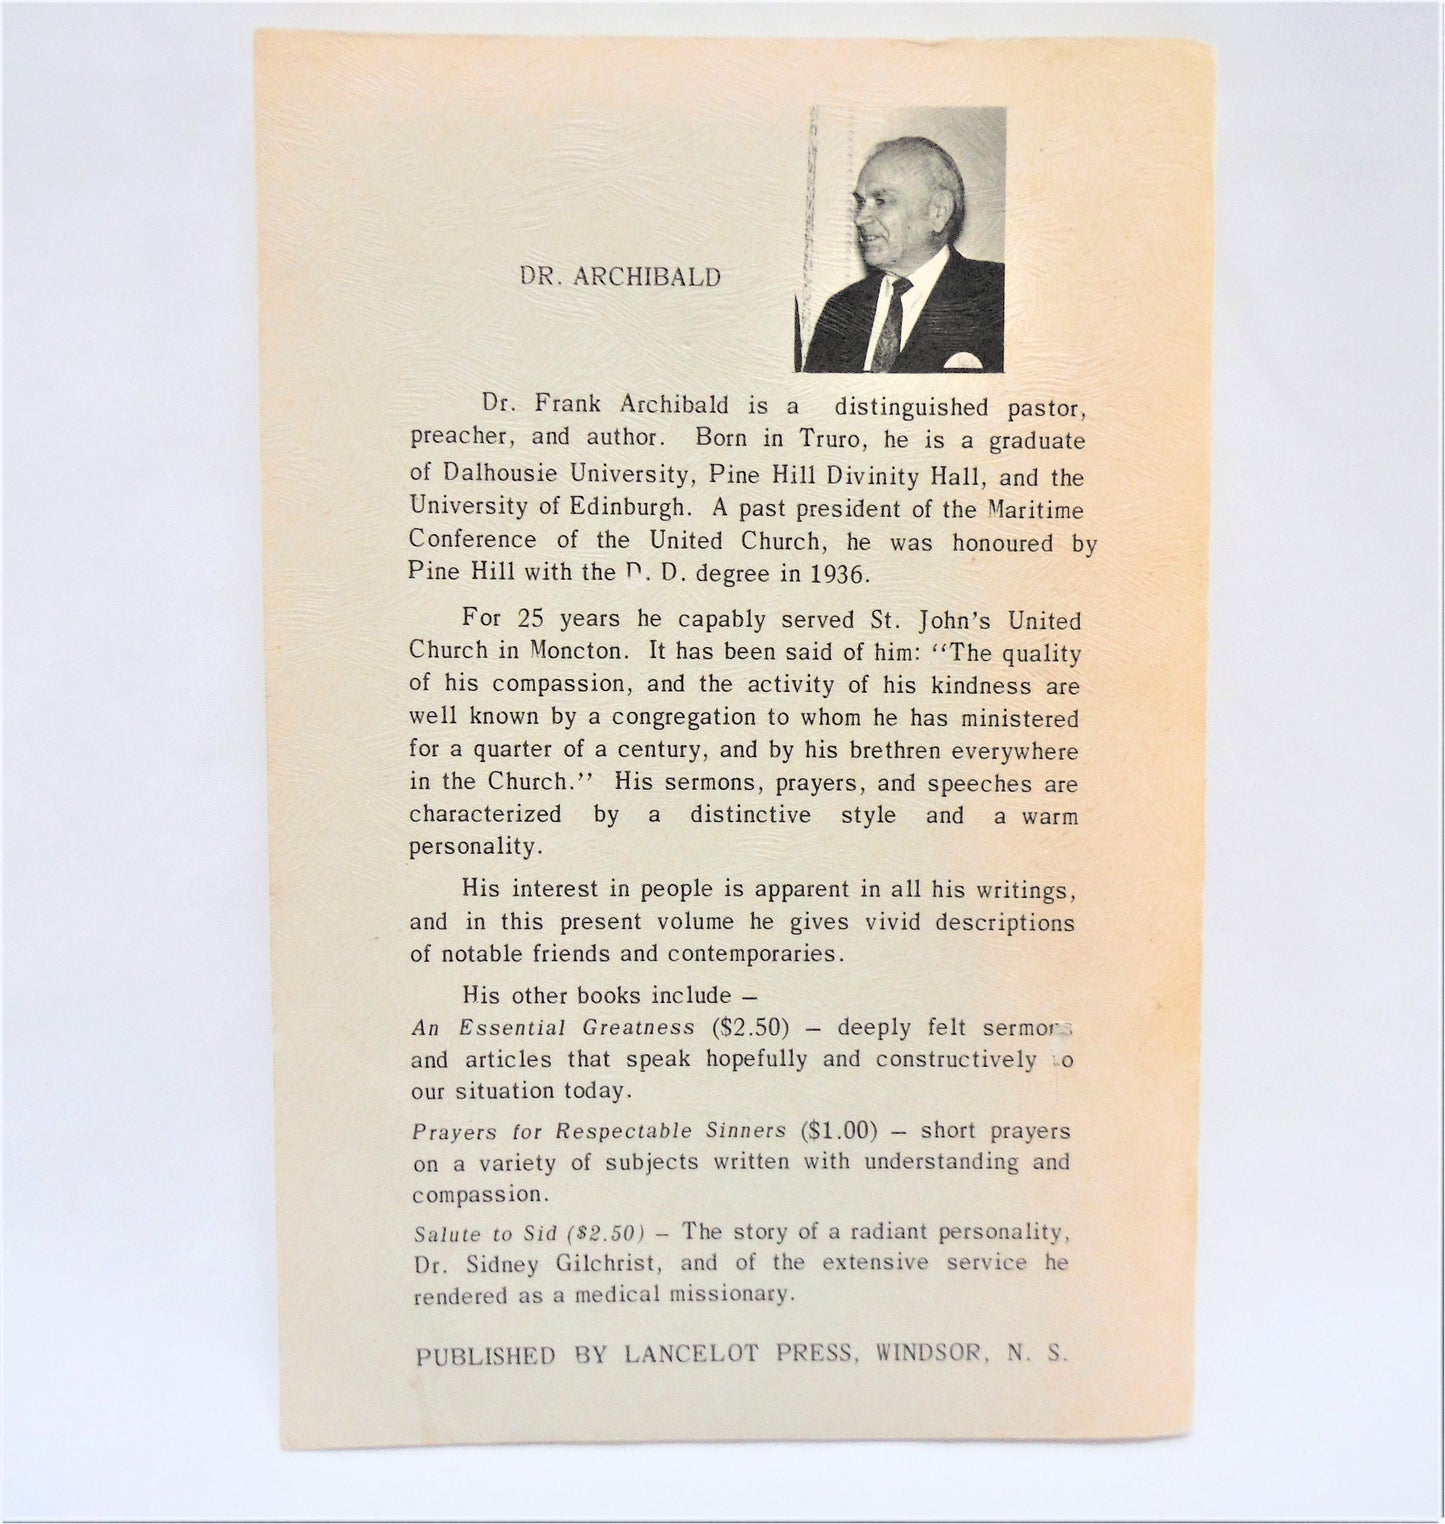 DR. ARCHIBALD
Dr. Frank Archibald is a distinguished pastor,
preacher, and author. Born in Truro, he is a graduate
of Dalhousie University, Pine Hill Divinity Hall, and the
University of Edinburgh. A past president of the Maritime
Conference of the United Church, he was honoured by
Pine Hill with the D. D. degree in 1936.
For 25 years he capably served St. John's United
Church in Moncton. It has been said of him: ‘‘The quality
of his compassion, and the activity of his kindness are
well known by a congregation to whom he has ministered
for a quarter of a century, and by his brethren everywhere
in the Church.’’ His sermons, prayers, and speeches are
characterized by a distinctive style and a warm
personality.
His interest in people is apparent in all his writings,
and in this present volume he gives vivid descriptions
of notable friends and contemporaries.
His other books include –
An Essential Greatness ($2.50) – deeply felt sermons
and articles that speak hopefully and constructively to
our situation today.
Prayers for Respectable Sinners ($1.00) – short prayers
on a variety of subjects written with understanding and
compassion.
Salute to Sid ($2.50) – The story of a radiant personality,
Dr. Sidney Gilchrist, and of the extensive service he
rendered as a medical missionary.
PUBLISHED BY LANCELOT PRESS, WINDSOR, N. S.